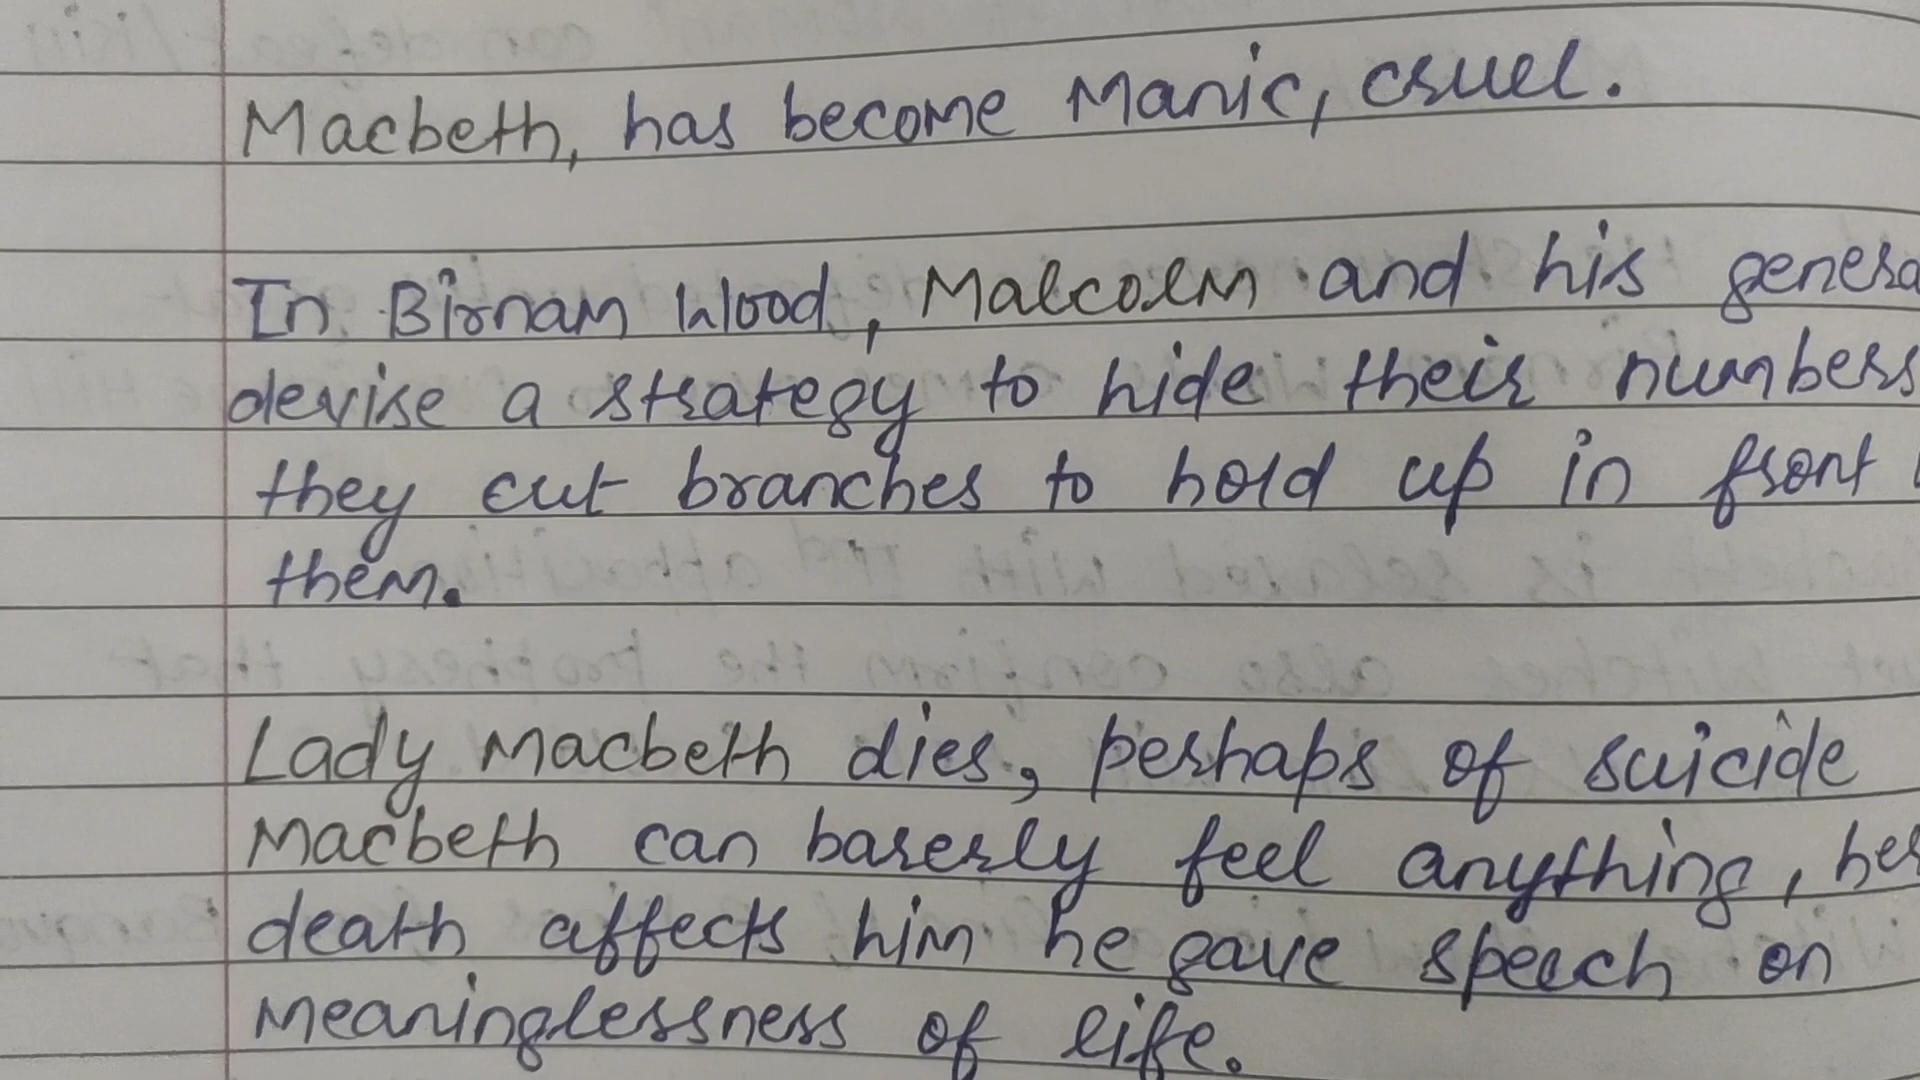 Macbeth, has become Manic, cruel.
In Birnam Wood, Malcolm and his genera
devise a strategy to hide their numbers
they cut branches to hold up in front
them.
Lady Macbeth dies, perhaps of suicide
Macbeth can barerly feel anything, her
death affects him. he gave speech on
meaninglessness of life.